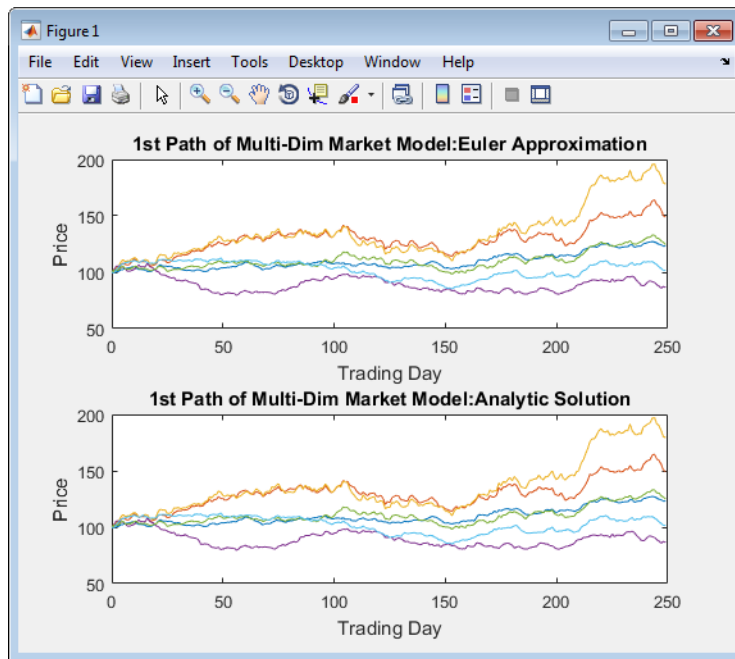 Figure 1
File Edit View Insert Tools Desktop Window Help
1st Path of Multi-Dim Market Model:Euler Approximation
200
150
100
50
Price
0 50 100 150 200 250
Trading Day
1st Path of Multi-Dim Market Model:Analytic Solution
200
150
100
50
Price
0 50 100 150 200 250
Trading Day